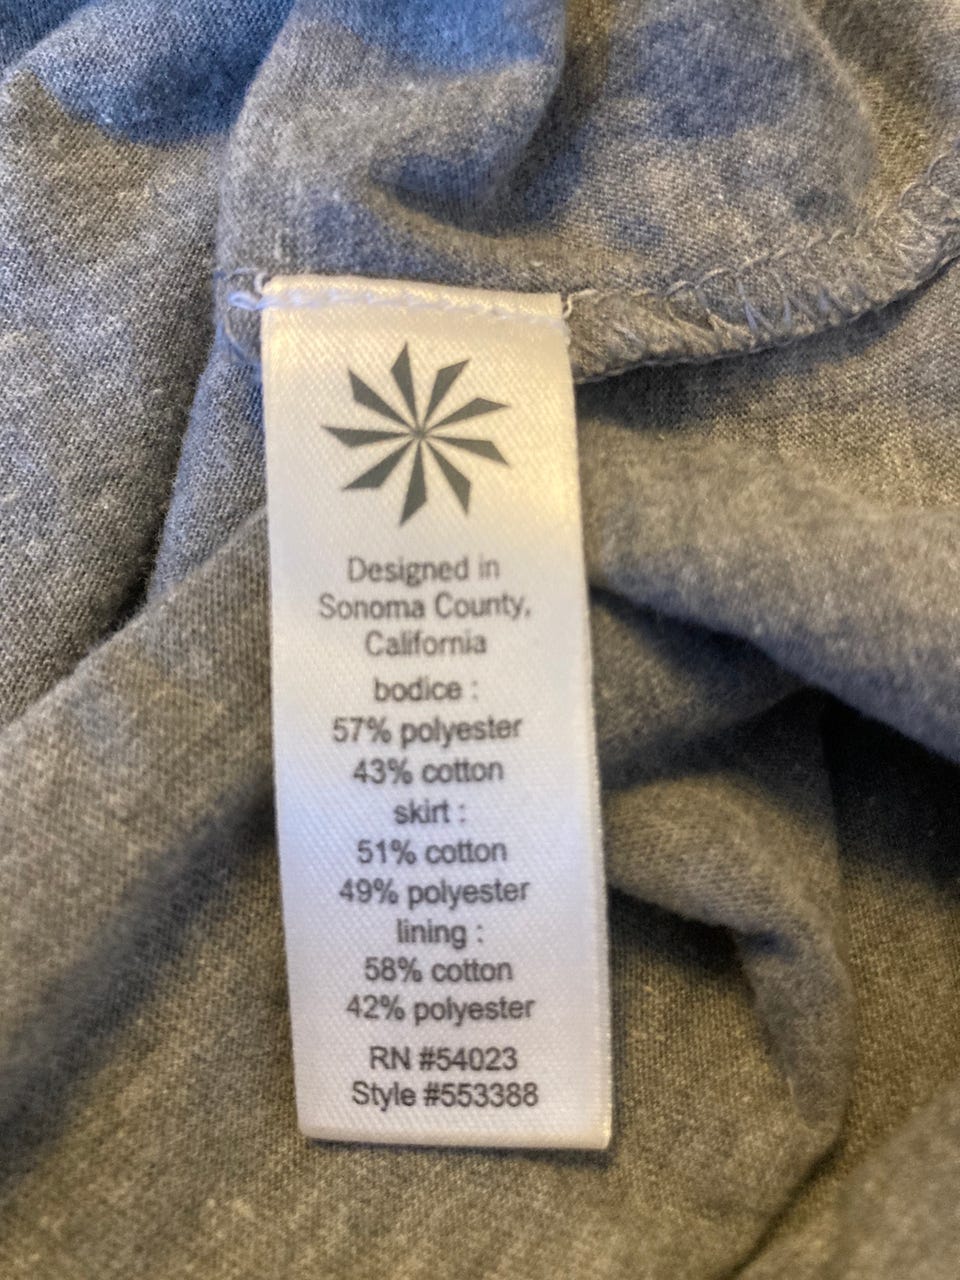 Designed in
Sonoma County,
California
bodice :
57% polyester
43% cotton
skirt :
51% cotton
49% polyester
lining :
58% cotton
42% polyester
RN #54023
Style #553388